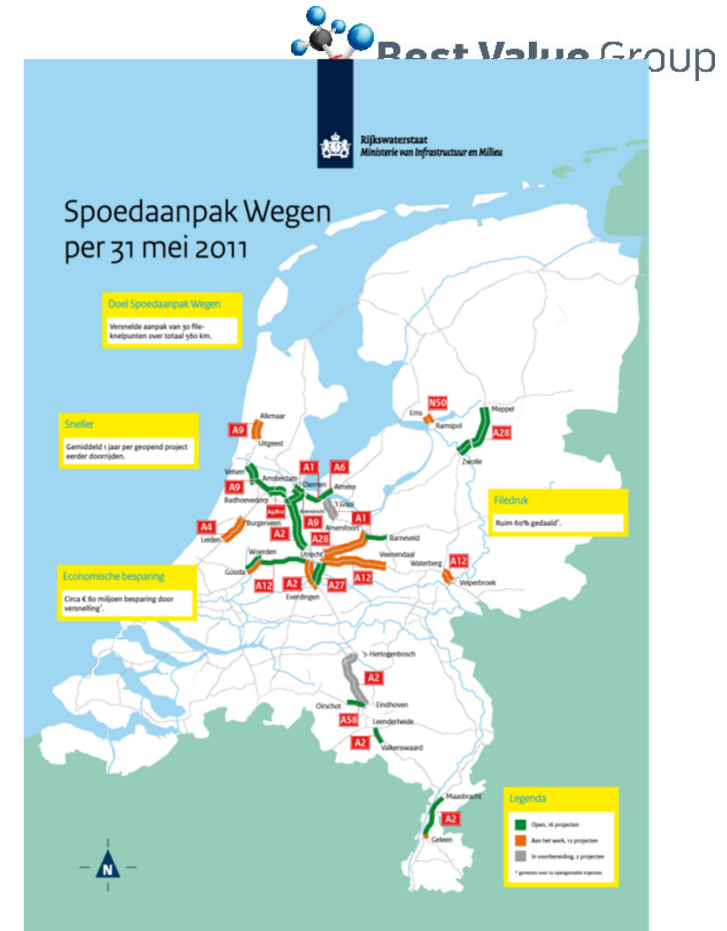 Best Value Group
Rijkswaterstaat
Ministerie van Infrastructuur en Milieu
Spoedaanpak Wegen
per 31 mei 2011
Doel Spoedaanpak Wegen
Versnelde aanpak van 30 file-
knelpunten over totaal 560 km.
Sneller
Gemiddeld 1 jaar per geopend project
eerder doorrijden.
Economische besparing
Circa € 60 miljoen besparing door
versnelling*.
Filedruk
Ruim 60% gedaald*.
N50
Ens
Ramspol
Meppel
A28
Zwolle
Alkmaar
A9
Uitgeest
Velsen
A9
Amsterdam
Badhoevedorp
A1
A6
Diemen
Almere
't Gooi
A9
A1
Amersfoort
A4
Burgerveen
Leiden
A2
A28
Barneveld
Woerden
Utrecht
Veenendaal
Gouda
A12
A2
A27
A12
Everdingen
Waterberg
A12
Velperbroek
's-Hertogenbosch
A2
Oirschot
Eindhoven
A58
Leenderheide
A2
Valkenswaard
Maasbracht
A2
Geleen
N
Legenda
Open, 16 projecten
Aan het werk, 12 projecten
In voorbereiding, 2 projecten
* gemeten over 10 opengestelde trajecten